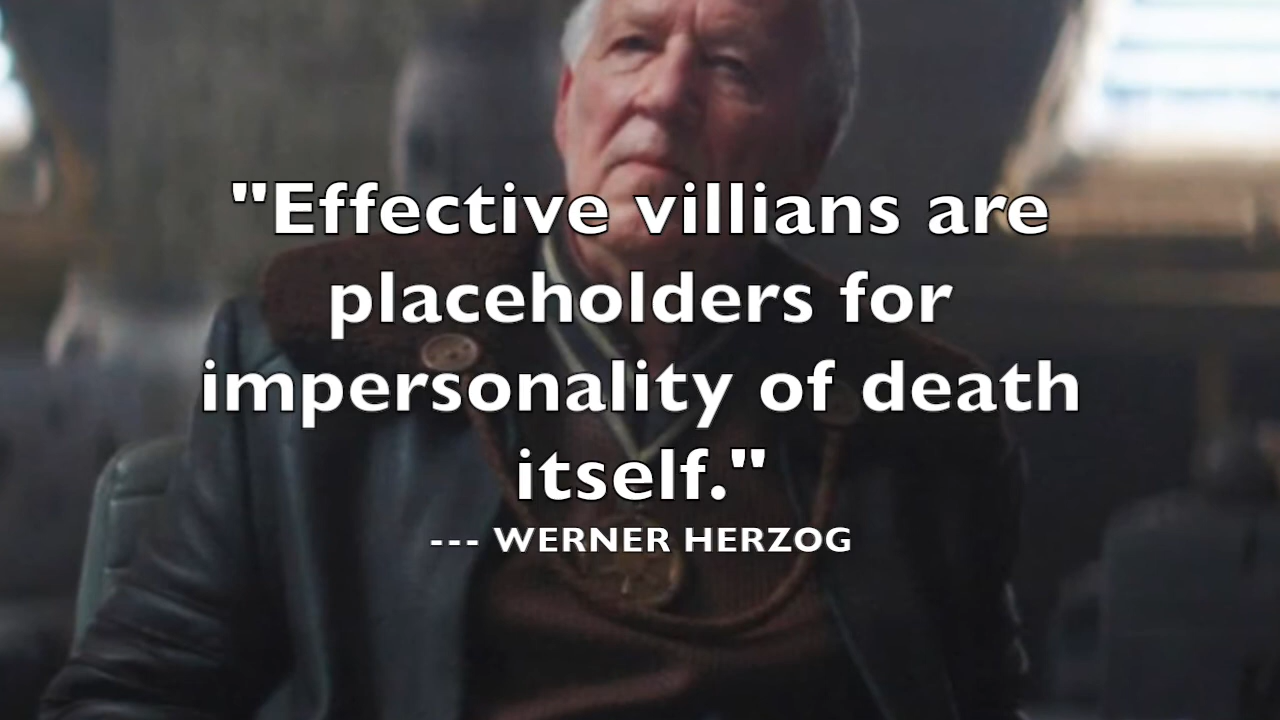 "Effective villians are
placeholders for
impersonality of death
itself."
--- WERNER HERZOG